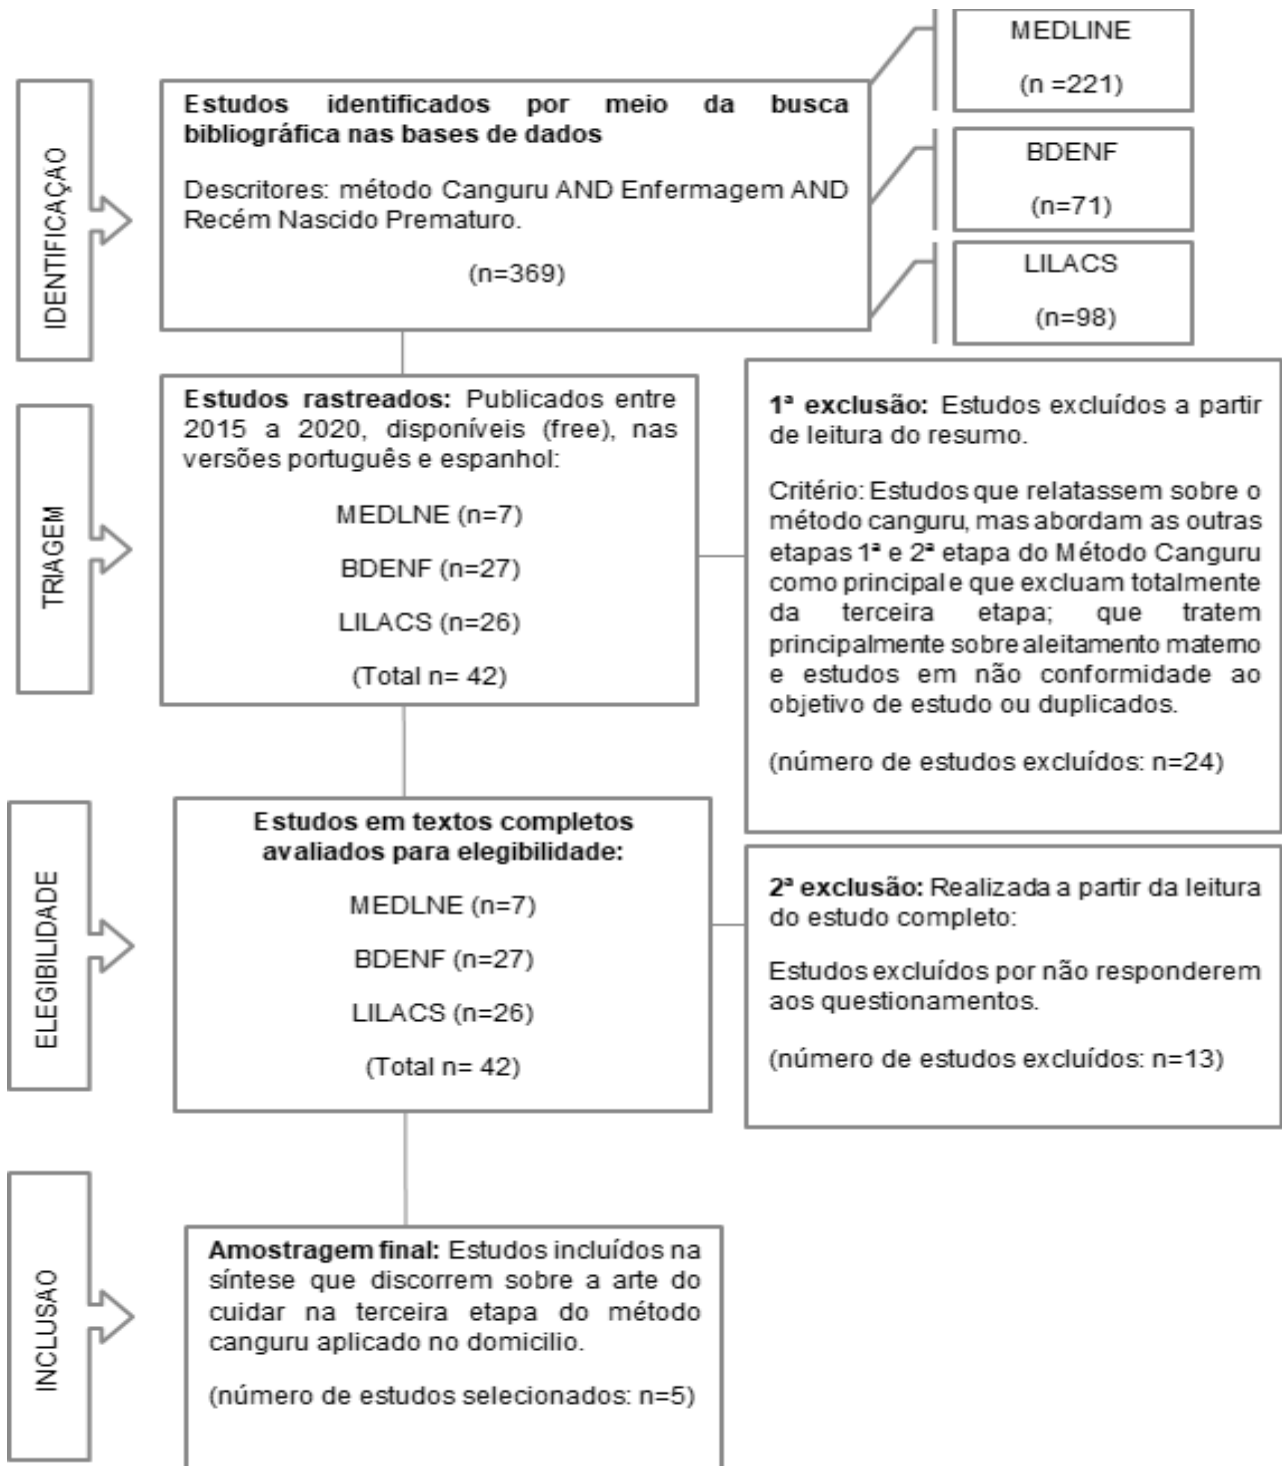 MEDLINE
(n =221)
IDENTIFICAÇAO
Estudos identificados por meio da busca
bibliográfica nas bases de dados
Descritores: método Canguru AND Enfermagem AND
Recém Nascido Prematuro.
(n=369)
BDENF
(n=71)
LILACS
(n=98)
TRIAGEM
Estudos rastreados: Publicados entre
2015 a 2020, disponíveis (free), nas
versões português e espanhol:
MEDLNE (n=7)
BDENF (n=27)
LILACS (n=26)
(Total n= 42)
1ª exclusão: Estudos excluídos a partir
de leitura do resumo.
Critério: Estudos que relatassem sobre o
método canguru, mas abordam as outras
etapas 1ª e 2ª etapa do Método Canguru
como principal e que excluam totalmente
da terceira etapa; que tratem
principalmente sobre aleitamento materno
e estudos em não conformidade ao
objetivo de estudo ou duplicados.
(número de estudos excluídos: n=24)
ELEGIBILIDADE
Estudos em textos completos
avaliados para elegibilidade:
MEDLNE (n=7)
BDENF (n=27)
LILACS (n=26)
(Total n= 42)
2ª exclusão: Realizada a partir da leitura
do estudo completo:
Estudos excluídos por não responderem
aos questionamentos.
(número de estudos excluídos: n=13)
INCLUSAO
Amostragem final: Estudos incluídos na
síntese que discorrem sobre a arte do
cuidar na terceira etapa do método
canguru aplicado no domicilio.
(número de estudos selecionados: n=5)